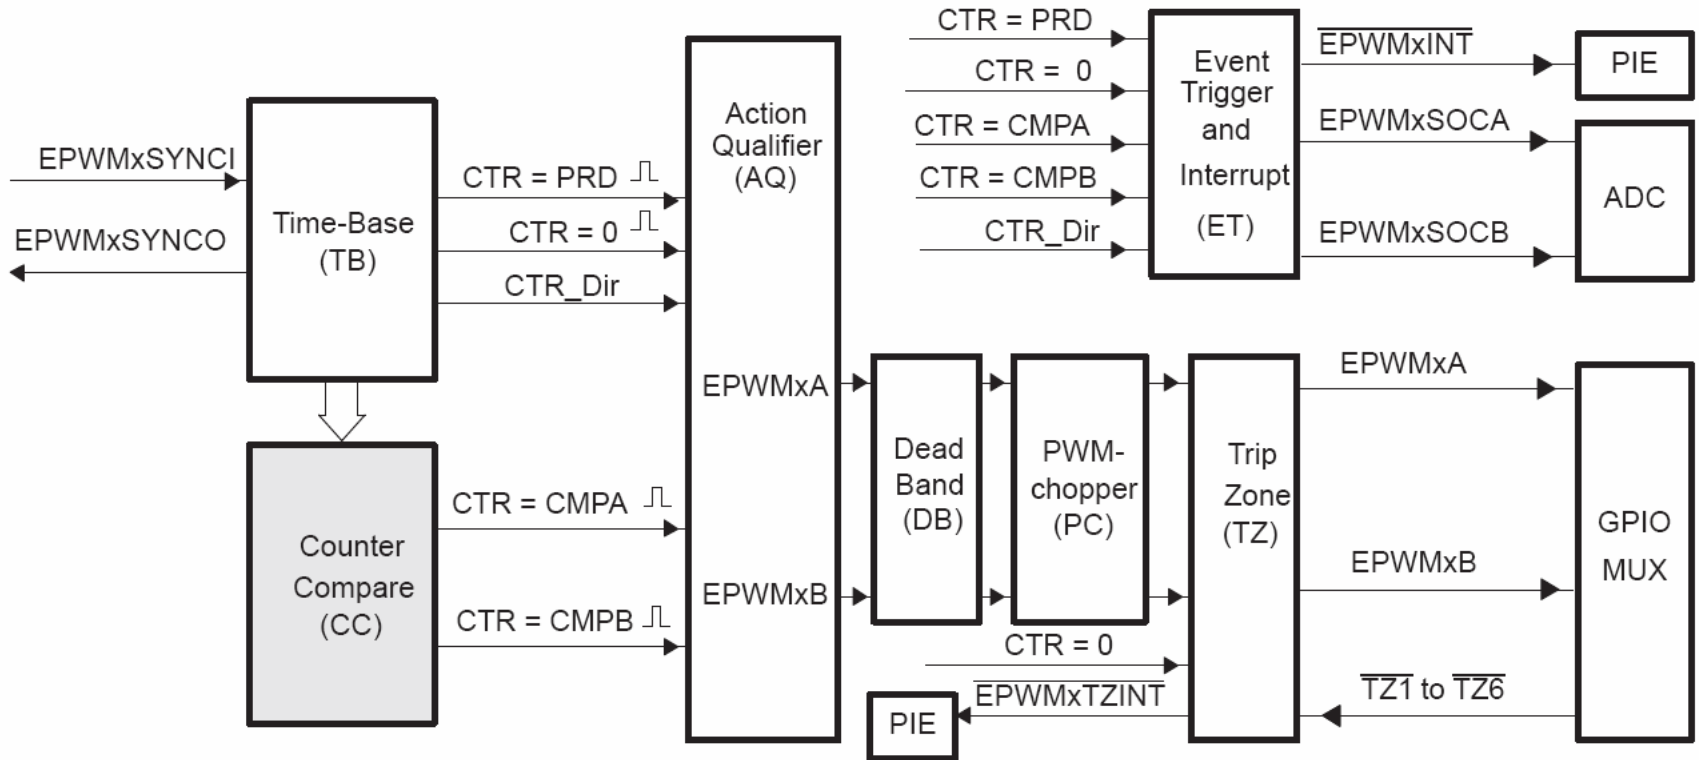 EPWMxSYNCI
EPWMxSYNCO
Time-Base
(TB)
CTR = PRD
CTR = 0
CTR_Dir
Counter
Compare
(CC)
CTR = CMPA
CTR = CMPB
Action
Qualifier
(AQ)
EPWMxA
EPWMxB
CTR = PRD
CTR = 0
CTR = CMPA
CTR = CMPB
CTR_Dir
Event
Trigger
and
Interrupt
(ET)
EPWMxINT
EPWMxSOCA
EPWMxSOCB
PIE
ADC
Dead
Band
(DB)
PWM-
chopper
(PC)
Trip
Zone
(TZ)
CTR = 0
EPWMxTZINT
PIE
EPWMxA
EPWMxB
TZ1 to TZ6
GPIO
MUX